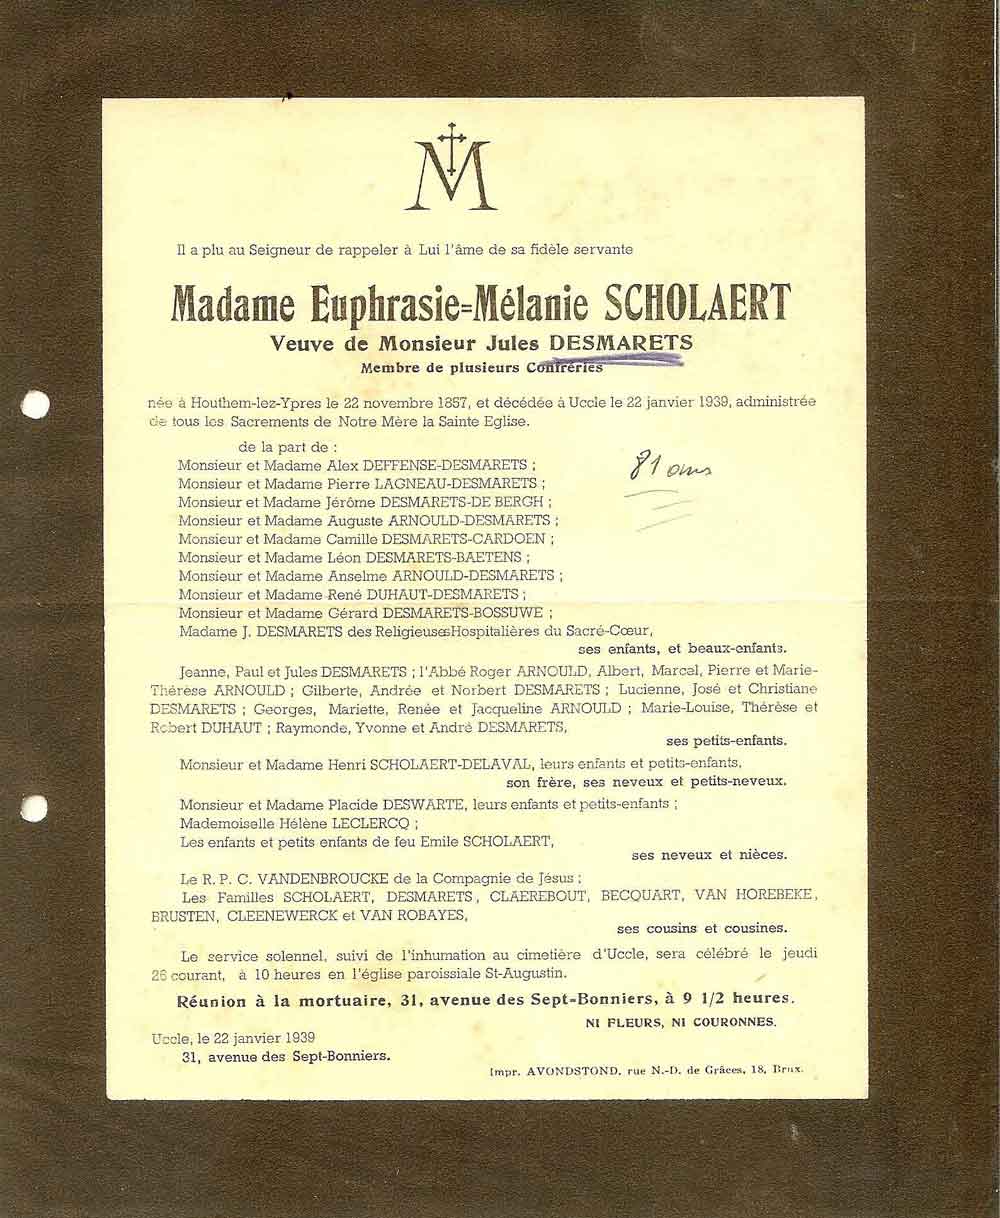 M
Il a plu au Seigneur de rappeler à Lui l'âme de sa fidèle servante
Madame Euphrasie=Mélanie SCHOLAERT
Veuve de Monsieur Jules DESMARETS
Membre de plusieurs Confréries
née à Houthem-lez-Ypres le 22 novembre 1857, et décédée à Uccle le 22 janvier 1939, administrée
de tous les Sacrements de Notre Mère la Sainte Eglise.
de la part de :
Monsieur et Madame Alex DEFFENSE-DESMARETS ;
81 ans
Monsieur et Madame Pierre LAGNEAU-DESMARETS ;
Monsieur et Madame Jérôme DESMARETS-DE BERGH ;
Monsieur et Madame Auguste ARNOULD-DESMARETS ;
Monsieur et Madame Camille DESMARETS-CARDOEN ;
Monsieur et Madame Léon DESMARETS-BAETENS ;
Monsieur et Madame Anselme ARNOULD-DESMARETS ;
Monsieur et Madame René DUHAUT-DESMARETS ;
Monsieur et Madame Gérard DESMARETS-BOSSUWE ;
Madame J. DESMARETS des Religieuses Hospitalières du Sacré-Cœur,
ses enfants, et beaux-enfants.
Jeanne, Paul et Jules DESMARETS ; l'Abbé Roger ARNOULD, Albert, Marcel, Pierre et Marie-
Thérèse ARNOULD ; Gilberte, Andrée et Norbert DESMARETS ; Lucienne, José et Christiane
DESMARETS ; Georges, Mariette, Renée et Jacqueline ARNOULD ; Marie-Louise, Thérèse et
Robert DUHAUT ; Raymonde, Yvonne et André DESMARETS,
ses petits-enfants.
Monsieur et Madame Henri SCHOLAERT-DELAVAL, leurs enfants et petits-enfants,
son frère, ses neveux et petits-neveux.
Monsieur et Madame Placide DESWARTE, leurs enfants et petits-enfants ;
Mademoiselle Hélène LECLERCQ ;
Les enfants et petits enfants de feu Emile SCHOLAERT,
ses neveux et nièces.
Le R. P. C. VANDENBROUCKE de la Compagnie de Jésus ;
Les Familles SCHOLAERT, DESMARETS, CLAEREBOUT, BECQUART, VAN HOREBEKE,
BRUSTEN, CLEENEWERCK et VAN ROBAYES,
ses cousins et cousines.
Le service solennel, suivi de l'inhumation au cimetière d'Uccle, sera célébré le jeudi
26 courant, à 10 heures en l'église paroissiale St-Augustin.
Réunion à la mortuaire, 31, avenue des Sept=Bonniers, à 9 1/2 heures.
NI FLEURS, NI COURONNES.
Uccle, le 22 janvier 1939
31, avenue des Sept-Bonniers.
Impr. AVONDSTOND, rue N.-D. de Grâces, 18, Brux.